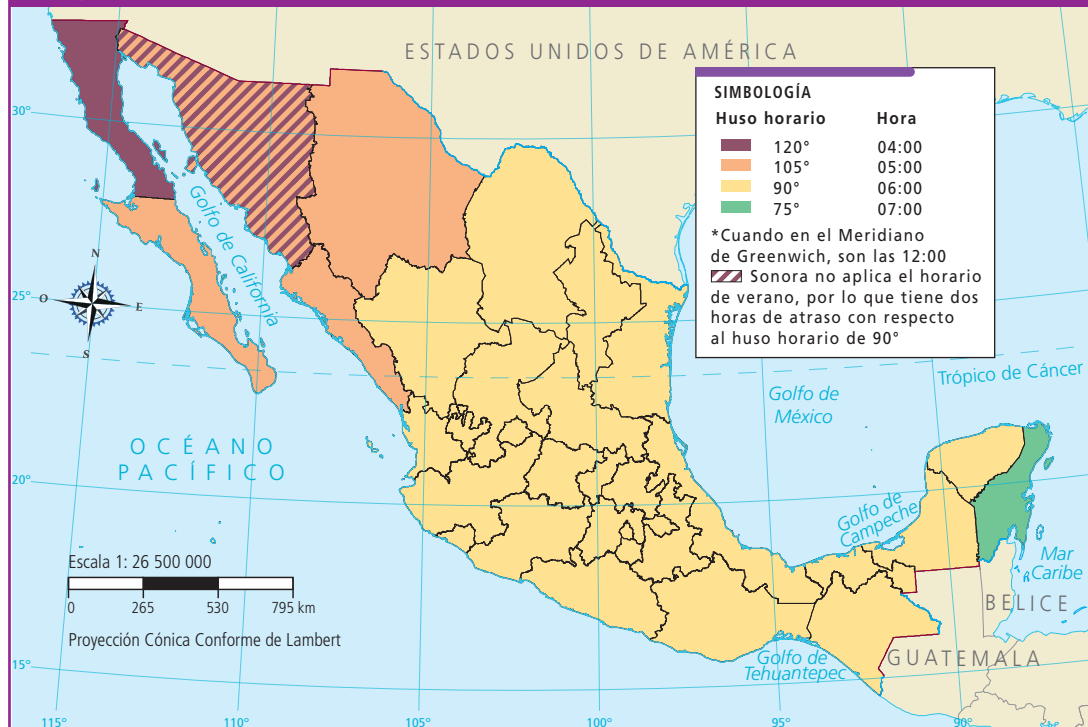 ESTADOS UNIDOS DE AMÉRICA
SIMBOLOGÍA
Huso horario Hora
120° 04:00
105° 05:00
90° 06:00
75° 07:00
*Cuando en el Meridiano
de Greenwich, son las 12:00
Sonora no aplica el horario
de verano, por lo que tiene dos
horas de atraso con respecto
al huso horario de 90°
30°
25°
20°
15°
N
O
E
S
Golfo de California
Trópico de Cáncer
Golfo de
México
OCÉANO
PACÍFICO
Golfo de
Campeche
Mar
Caribe
BELICE
GUATEMALA
Golfo de
Tehuantepec
Escala 1: 26 500 000
0 265 530 795 km
Proyección Cónica Conforme de Lambert
115° 110° 105° 100° 95° 90°